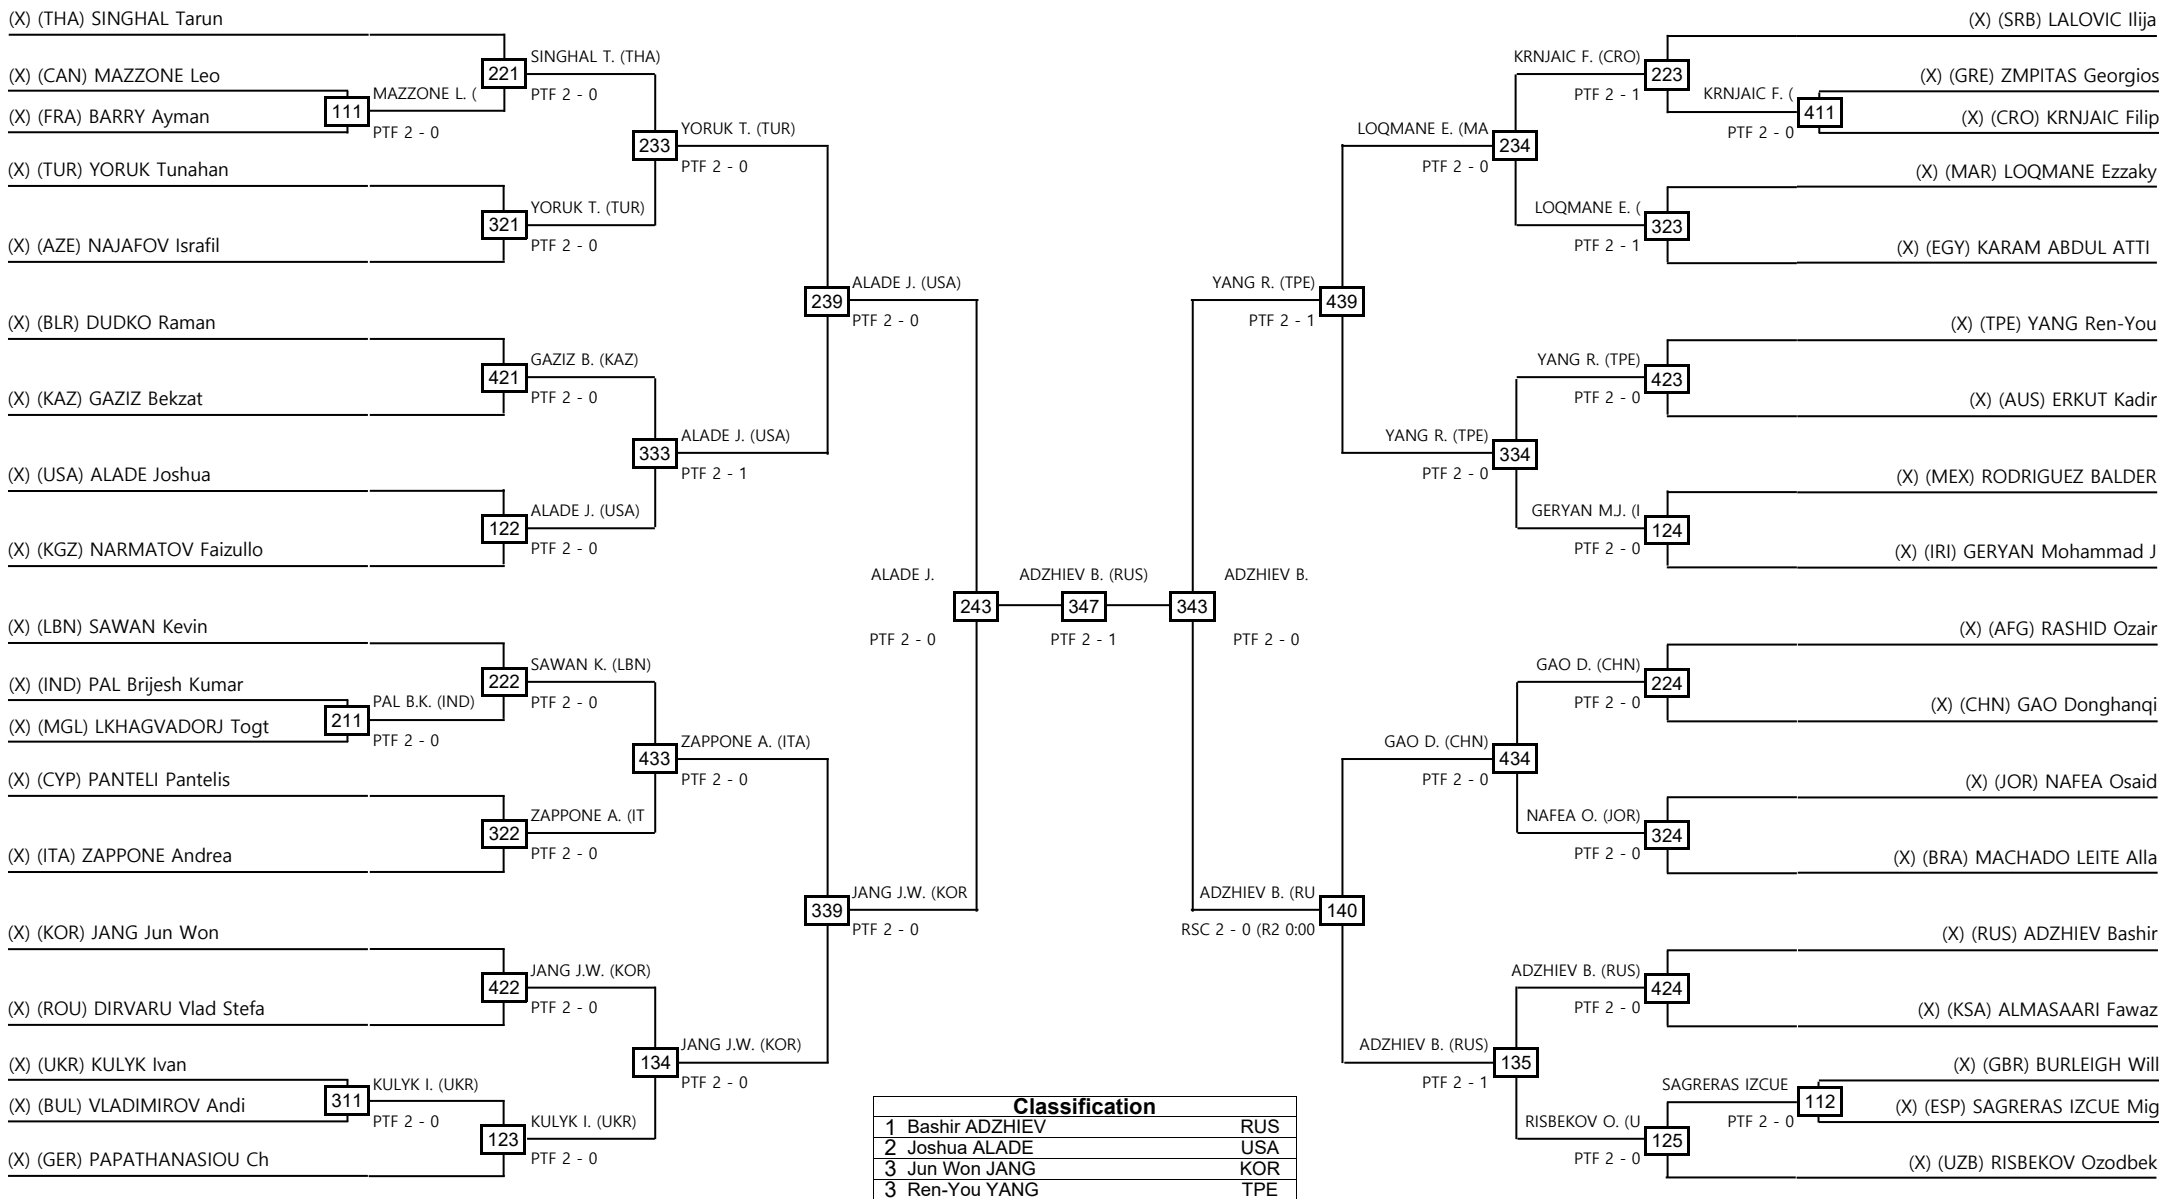 (X) (THA) SINGHAL Tarun
(X) (CAN) MAZZONE Leo
(X) (FRA) BARRY Ayman
(X) (TUR) YORUK Tunahan
(X) (AZE) NAJAFOV Israfil
(X) (BLR) DUDKO Raman
(X) (KAZ) GAZIZ Bekzat
(X) (USA) ALADE Joshua
(X) (KGZ) NARMATOV Faizullo
(X) (LBN) SAWAN Kevin
(X) (IND) PAL Brijesh Kumar
(X) (MGL) LKHAGVADORJ Togt
(X) (CYP) PANTELI Pantelis
(X) (ITA) ZAPPONE Andrea
(X) (KOR) JANG Jun Won
(X) (ROU) DIRVARU Vlad Stefa
(X) (UKR) KULYK Ivan
(X) (BUL) VLADIMIROV Andi
(X) (GER) PAPATHANASIOU Ch
MAZZONE L. (
111
PTF 2 - 0
PAL B.K. (IND)
211
PTF 2 - 0
KULYK I. (UKR)
311
PTF 2 - 0
SINGHAL T. (THA)
221
PTF 2 - 0
YORUK T. (TUR)
321
PTF 2 - 0
GAZIZ B. (KAZ)
421
PTF 2 - 0
ALADE J. (USA)
122
PTF 2 - 0
SAWAN K. (LBN)
222
PTF 2 - 0
ZAPPONE A. (IT
322
PTF 2 - 0
JANG J.W. (KOR)
422
PTF 2 - 0
KULYK I. (UKR)
123
PTF 2 - 0
YORUK T. (TUR)
233
PTF 2 - 0
ALADE J. (USA)
333
PTF 2 - 1
ZAPPONE A. (ITA)
433
PTF 2 - 0
JANG J.W. (KOR)
134
PTF 2 - 0
ALADE J. (USA)
239
PTF 2 - 0
JANG J.W. (KOR
339
PTF 2 - 0
ALADE J.
243
PTF 2 - 0
ADZHIEV B. (RUS)
347
PTF 2 - 1
ADZHIEV B.
343
PTF 2 - 0
YANG R. (TPE)
439
PTF 2 - 1
ADZHIEV B. (RU
140
RSC 2 - 0 (R2 0:00
LOQMANE E. (MA
234
PTF 2 - 0
YANG R. (TPE)
334
PTF 2 - 0
GAO D. (CHN)
434
PTF 2 - 0
ADZHIEV B. (RUS)
135
PTF 2 - 1
KRNJAIC F. (CRO)
223
PTF 2 - 1
LOQMANE E. (
323
PTF 2 - 1
YANG R. (TPE)
423
PTF 2 - 0
GERYAN M.J. (I
124
PTF 2 - 0
GAO D. (CHN)
224
PTF 2 - 0
NAFEA O. (JOR)
324
PTF 2 - 0
ADZHIEV B. (RUS)
424
PTF 2 - 0
RISBEKOV O. (U
125
PTF 2 - 0
KRNJAIC F. (
411
PTF 2 - 0
SAGRERAS IZCUE
112
PTF 2 - 0
(X) (SRB) LALOVIC Ilija
(X) (GRE) ZMPITAS Georgios
(X) (CRO) KRNJAIC Filip
(X) (MAR) LOQMANE Ezzaky
(X) (EGY) KARAM ABDUL ATTI
(X) (TPE) YANG Ren-You
(X) (AUS) ERKUT Kadir
(X) (MEX) RODRIGUEZ BALDER
(X) (IRI) GERYAN Mohammad J
(X) (AFG) RASHID Ozair
(X) (CHN) GAO Donghanqi
(X) (JOR) NAFEA Osaid
(X) (BRA) MACHADO LEITE Alla
(X) (RUS) ADZHIEV Bashir
(X) (KSA) ALMASAARI Fawaz
(X) (GBR) BURLEIGH Will
(X) (ESP) SAGRERAS IZCUE Mig
(X) (UZB) RISBEKOV Ozodbek
Classification
1 Bashir ADZHIEV RUS
2 Joshua ALADE USA
3 Jun Won JANG KOR
3 Ren-You YANG TPE